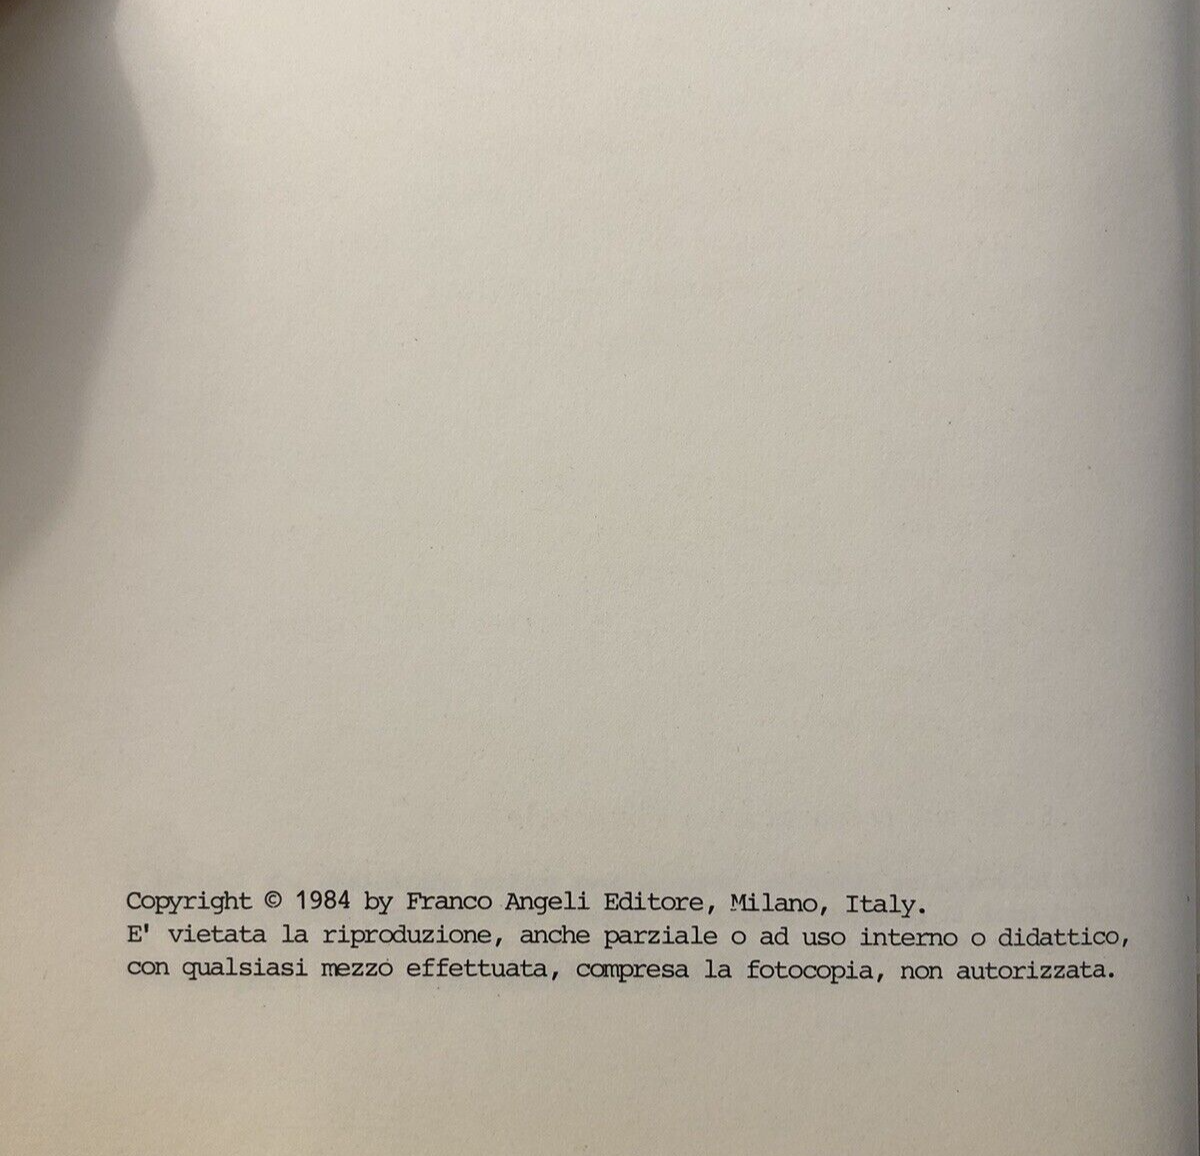 Copyright © 1984 by Franco Angeli Editore, Milano, Italy.
E' vietata la riproduzione, anche parziale o ad uso interno o didattico,
con qualsiasi mezzo effettuata, compresa la fotocopia, non autorizzata.